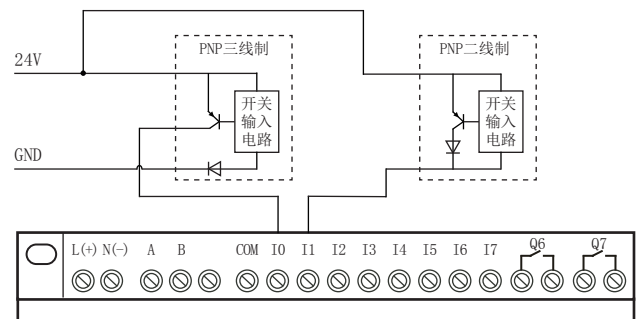 PNP三线制
PNP二线制
24V
开关
输入
电路
开关
输入
电路
GND
L(+) N(−) A B COM I0 I1 I2 I3 I4 I5 I6 I7 Q6 Q7